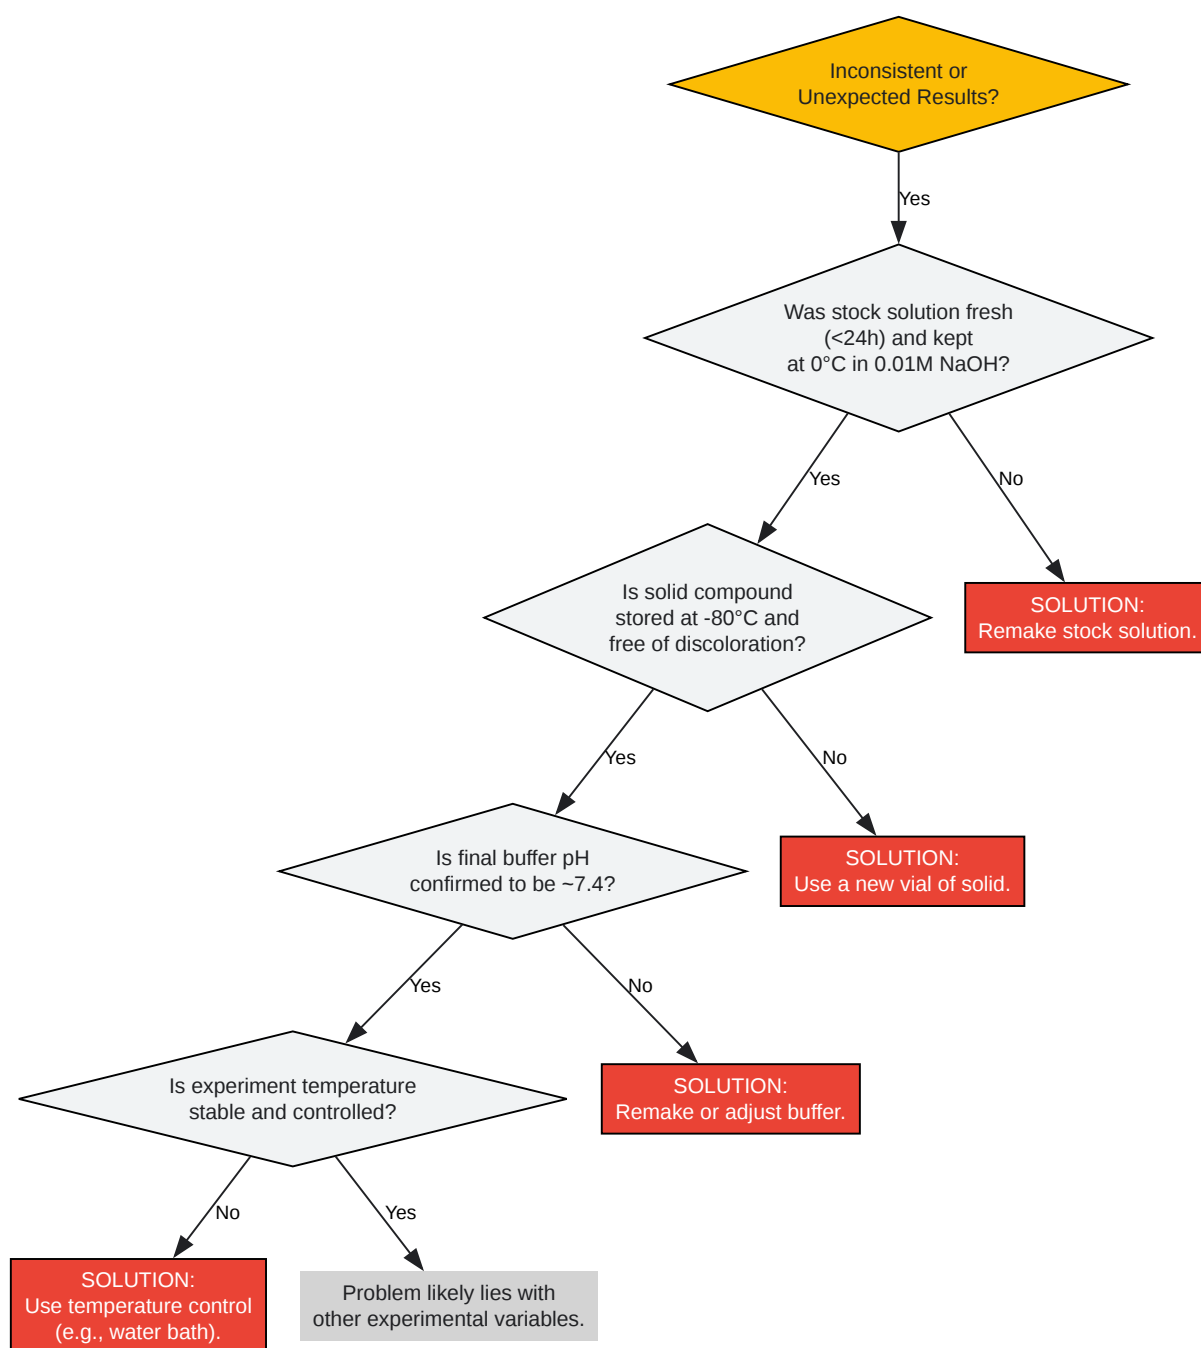 Inconsistent or
Unexpected Results?
Yes
Was stock solution fresh
(<24h) and kept
at 0°C in 0.01M NaOH?
Yes
No
Is solid compound
stored at -80°C and
free of discoloration?
SOLUTION:
Remake stock solution.
Yes
No
Is final buffer pH
confirmed to be ~7.4?
SOLUTION:
Use a new vial of solid.
Yes
No
Is experiment temperature
stable and controlled?
SOLUTION:
Remake or adjust buffer.
No
Yes
SOLUTION:
Use temperature control
(e.g., water bath).
Problem likely lies with
other experimental variables.